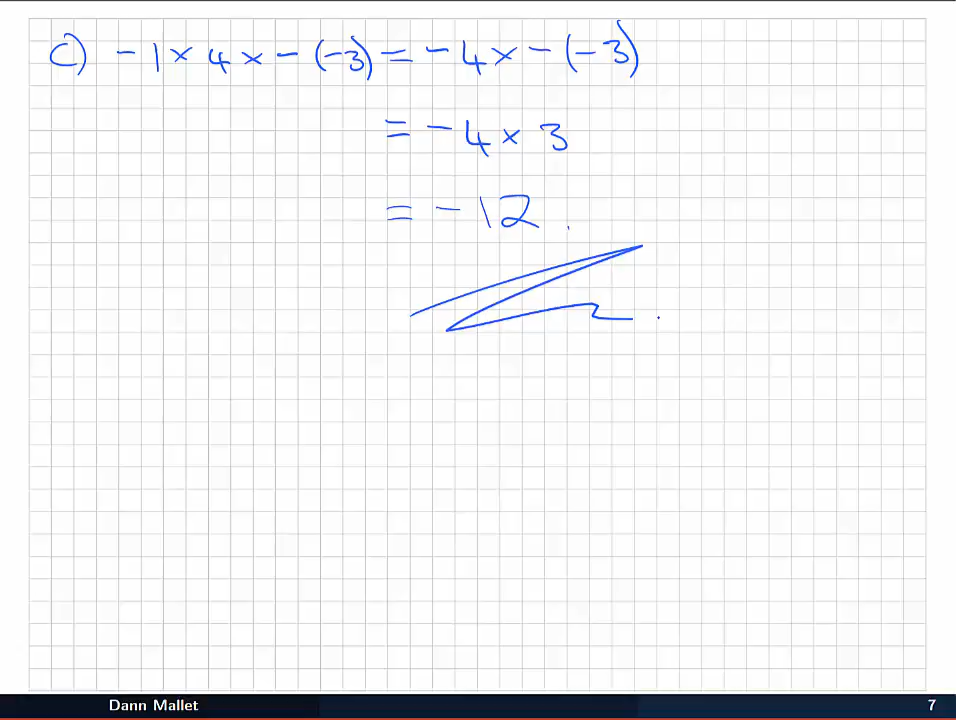 c) -1×4×-(-3) = -4×-(-3)
= -4×3
= -12.
Dann Mallet 7